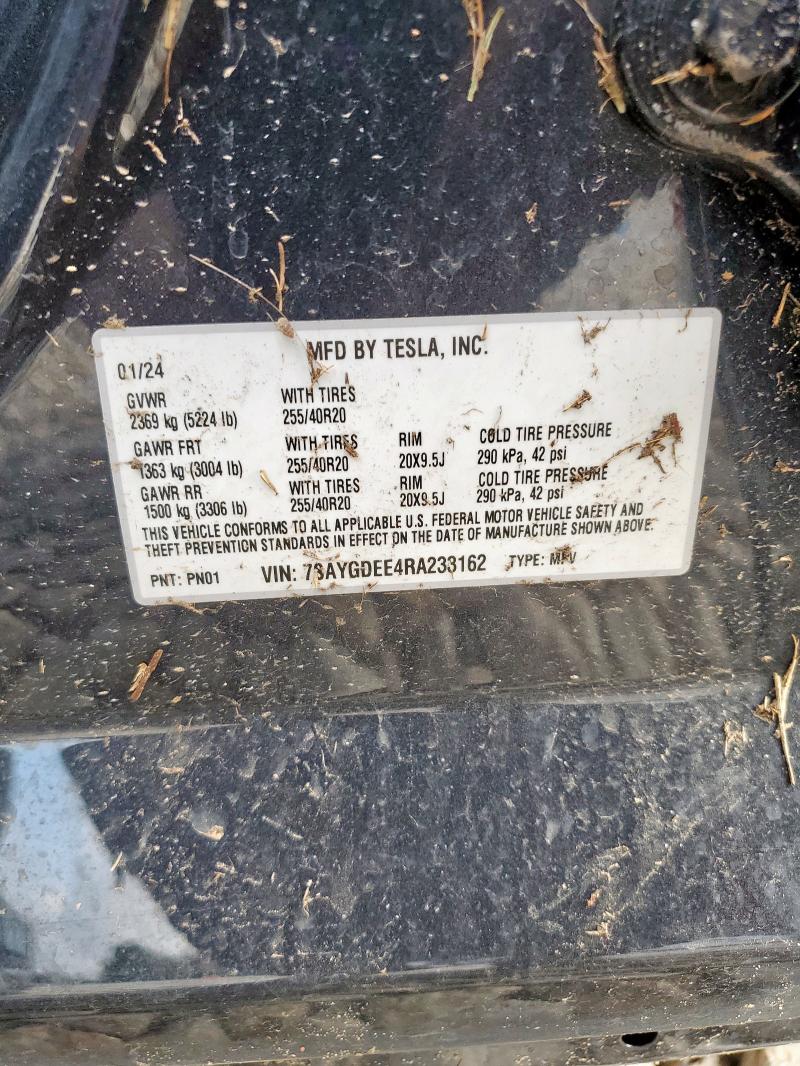 MFD BY TESLA, INC.
01/24
GVWR WITH TIRES
2369 kg (5224 lb) 255/40R20
GAWR FRT WITH TIRES RIM COLD TIRE PRESSURE
1363 kg (3004 lb) 255/40R20 20X9.5J 290 kPa, 42 psi
GAWR RR WITH TIRES RIM COLD TIRE PRESSURE
1500 kg (3306 lb) 255/40R20 20X9.5J 290 kPa, 42 psi
THIS VEHICLE CONFORMS TO ALL APPLICABLE U.S. FEDERAL MOTOR VEHICLE SAFETY AND
THEFT PREVENTION STANDARDS IN EFFECT ON THE DATE OF MANUFACTURE SHOWN ABOVE.
PNT: PN01 VIN: 7SAYGDEE4RA233162 TYPE: MPV